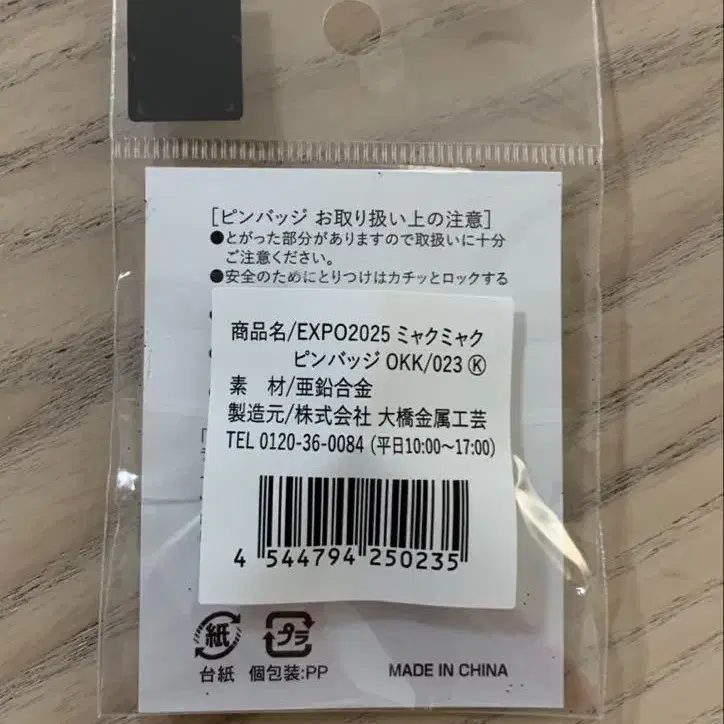 [ピンバッジ お取り扱い上の注意]
●とがった部分がありますので取扱いに十分
ご注意ください。
●安全のためにとりつけはカチッとロックする
商品名/EXPO2025 ミャクミャク
ピンバッジ OKK/023 Ⓚ
素　材/亜鉛合金
製造元/株式会社 大橋金属工芸
TEL 0120-36-0084 (平日10:00～17:00)
4 544794 250235
紙 プラ
台紙 個包装:PP MADE IN CHINA